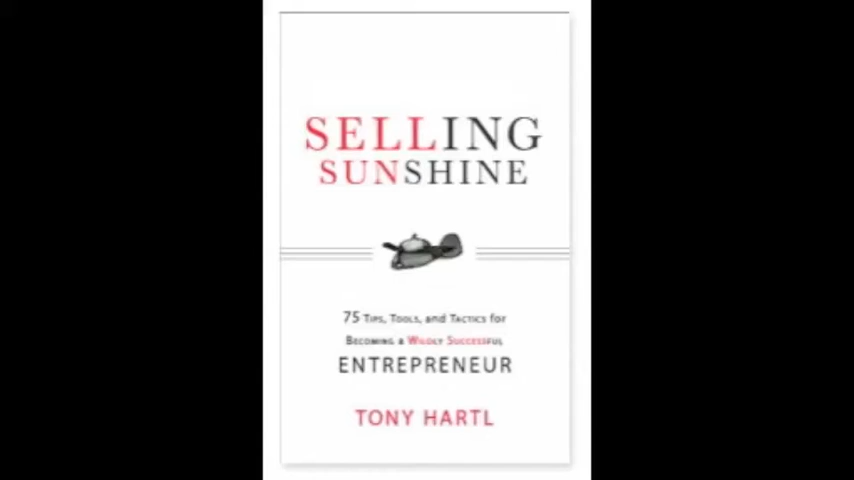 SELLING
SUNSHINE
75 Tips, Tools, and Tactics for
Becoming a Wildly Successful
ENTREPRENEUR
TONY HARTL